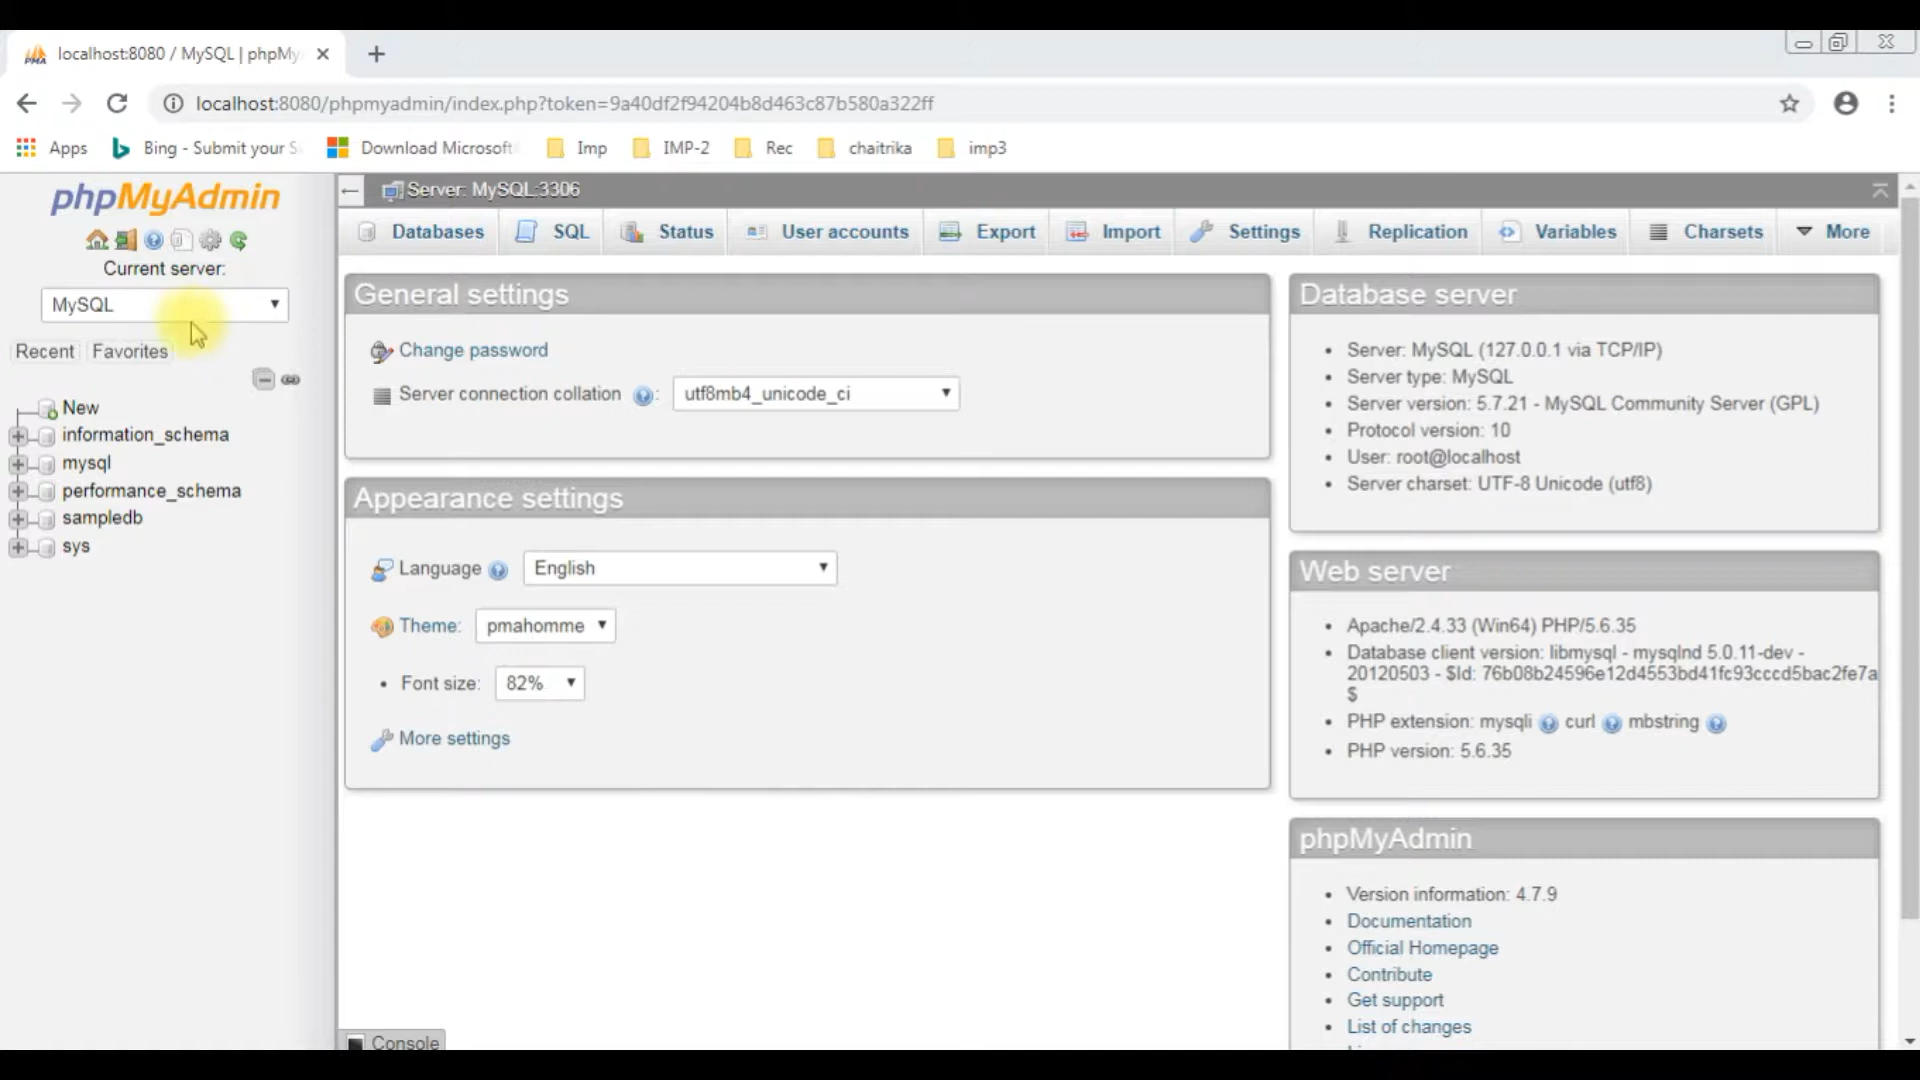 localhost:8080 / MySQL | phpMy
localhost:8080/phpmyadmin/index.php?token=9a40df2f94204b8d463c87b580a322ff
Apps
Bing - Submit your S
Download Microsoft
Imp
IMP-2
Rec
chaitrika
imp3
phpMyAdmin
Current server:
MySQL
Recent
Favorites
New
information_schema
mysql
performance_schema
sampledb
sys
Server: MySQL:3306
Databases
SQL
Status
User accounts
Export
Import
Settings
Replication
Variables
Charsets
More
General settings
Change password
Server connection collation
:
utf8mb4_unicode_ci
Appearance settings
Language
English
Theme:
pmahomme
Font size:
82%
More settings
Database server
Server: MySQL (127.0.0.1 via TCP/IP)
Server type: MySQL
Server version: 5.7.21 - MySQL Community Server (GPL)
Protocol version: 10
User: root@localhost
Server charset: UTF-8 Unicode (utf8)
Web server
Apache/2.4.33 (Win64) PHP/5.6.35
Database client version: libmysql - mysqlnd 5.0.11-dev -
20120503 - $Id: 76b08b24596e12d4553bd41fc93cccd5bac2fe7a
$
PHP extension: mysqli curl mbstring
PHP version: 5.6.35
phpMyAdmin
Version information: 4.7.9
Documentation
Official Homepage
Contribute
Get support
List of changes
Console